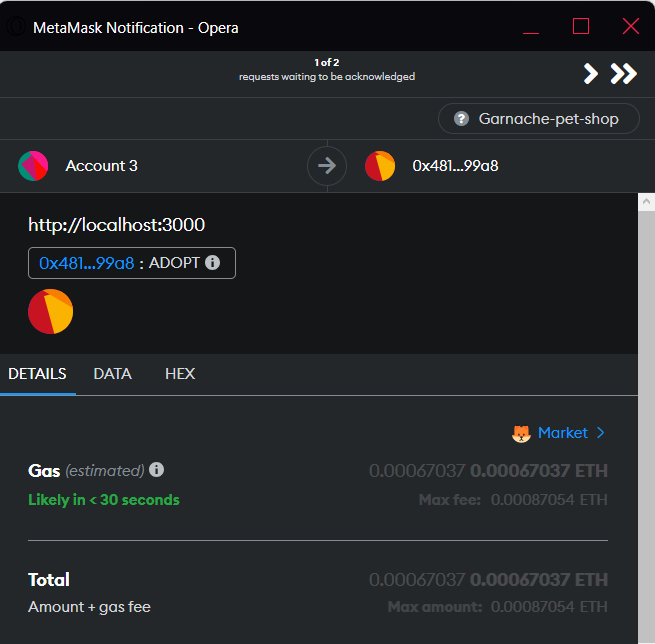 MetaMask Notification - Opera
1 of 2
requests waiting to be acknowledged
Garnache-pet-shop
Account 3
0x481...99a8
http://localhost:3000
0x481...99a8 : ADOPT
DETAILS DATA HEX
Market >
Gas (estimated) 0.00067037 0.00067037 ETH
Likely in < 30 seconds Max fee: 0.00087054 ETH
Total 0.00067037 0.00067037 ETH
Amount + gas fee Max amount: 0.00087054 ETH